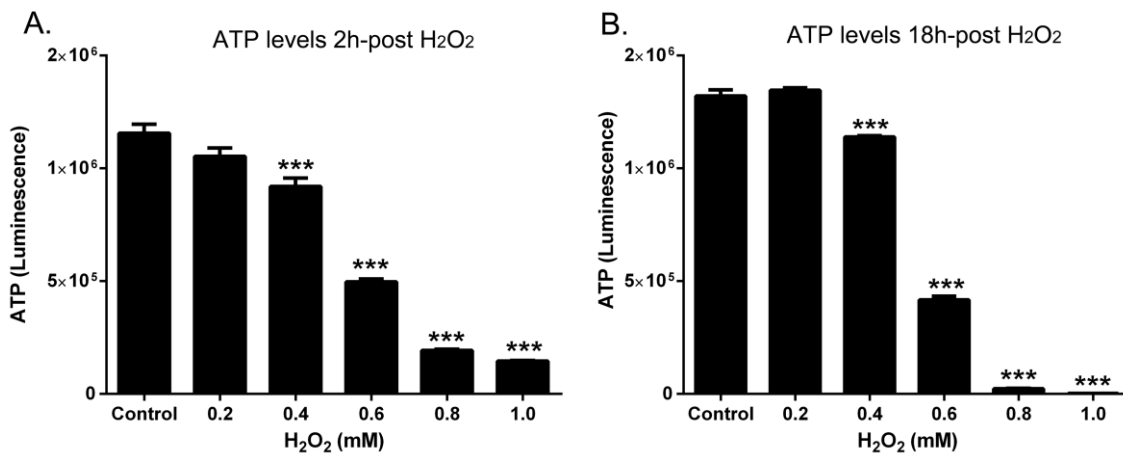 A.
ATP levels 2h-post H₂O₂
2×10⁶
1×10⁶
5×10⁵
0
ATP (Luminescence)
***
***
***
***
Control 0.2 0.4 0.6 0.8 1.0
H₂O₂ (mM)
B.
ATP levels 18h-post H₂O₂
2×10⁶
1×10⁶
5×10⁵
0
ATP (Luminescence)
***
***
***
***
Control 0.2 0.4 0.6 0.8 1.0
H₂O₂ (mM)